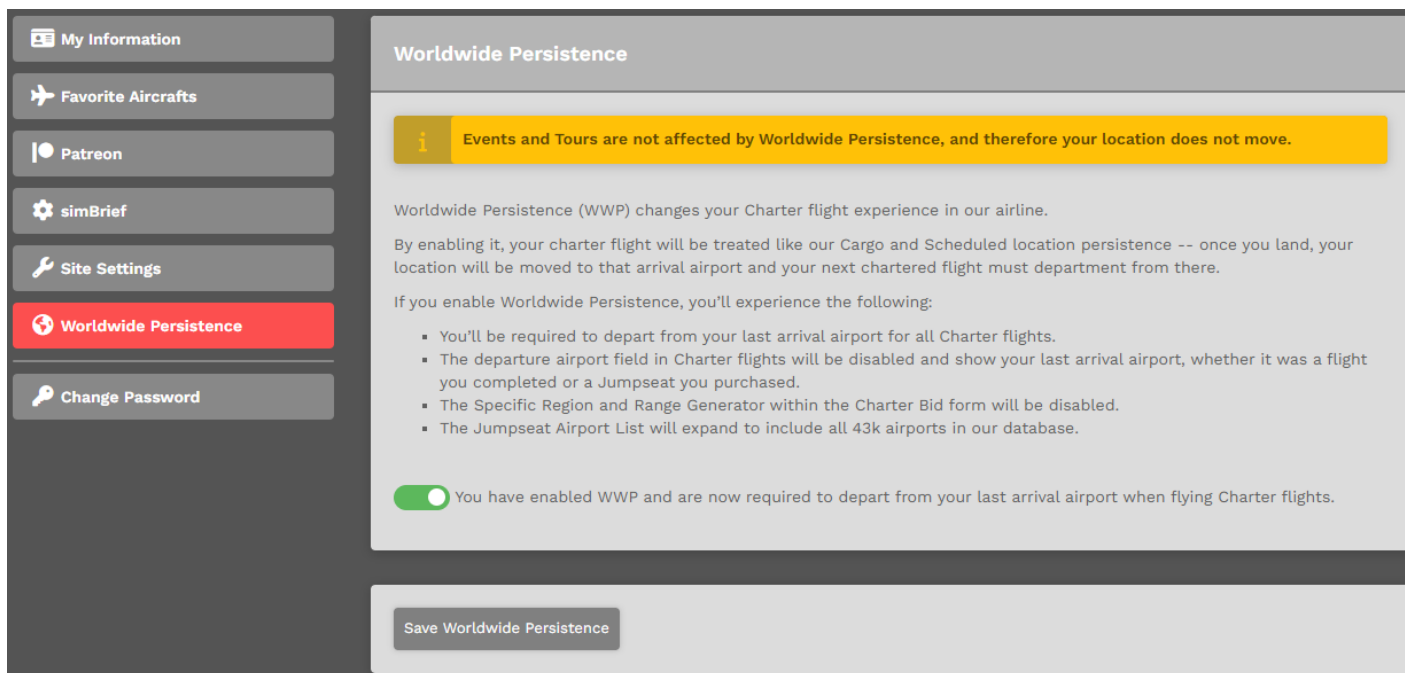 My Information
Favorite Aircrafts
Patreon
simBrief
Site Settings
Worldwide Persistence
Change Password
Worldwide Persistence
i Events and Tours are not affected by Worldwide Persistence, and therefore your location does not move.
Worldwide Persistence (WWP) changes your Charter flight experience in our airline.
By enabling it, your charter flight will be treated like our Cargo and Scheduled location persistence -- once you land, your
location will be moved to that arrival airport and your next chartered flight must department from there.
If you enable Worldwide Persistence, you’ll experience the following:
▪ You’ll be required to depart from your last arrival airport for all Charter flights.
▪ The departure airport field in Charter flights will be disabled and show your last arrival airport, whether it was a flight
you completed or a Jumpseat you purchased.
▪ The Specific Region and Range Generator within the Charter Bid form will be disabled.
▪ The Jumpseat Airport List will expand to include all 43k airports in our database.
You have enabled WWP and are now required to depart from your last arrival airport when flying Charter flights.
Save Worldwide Persistence